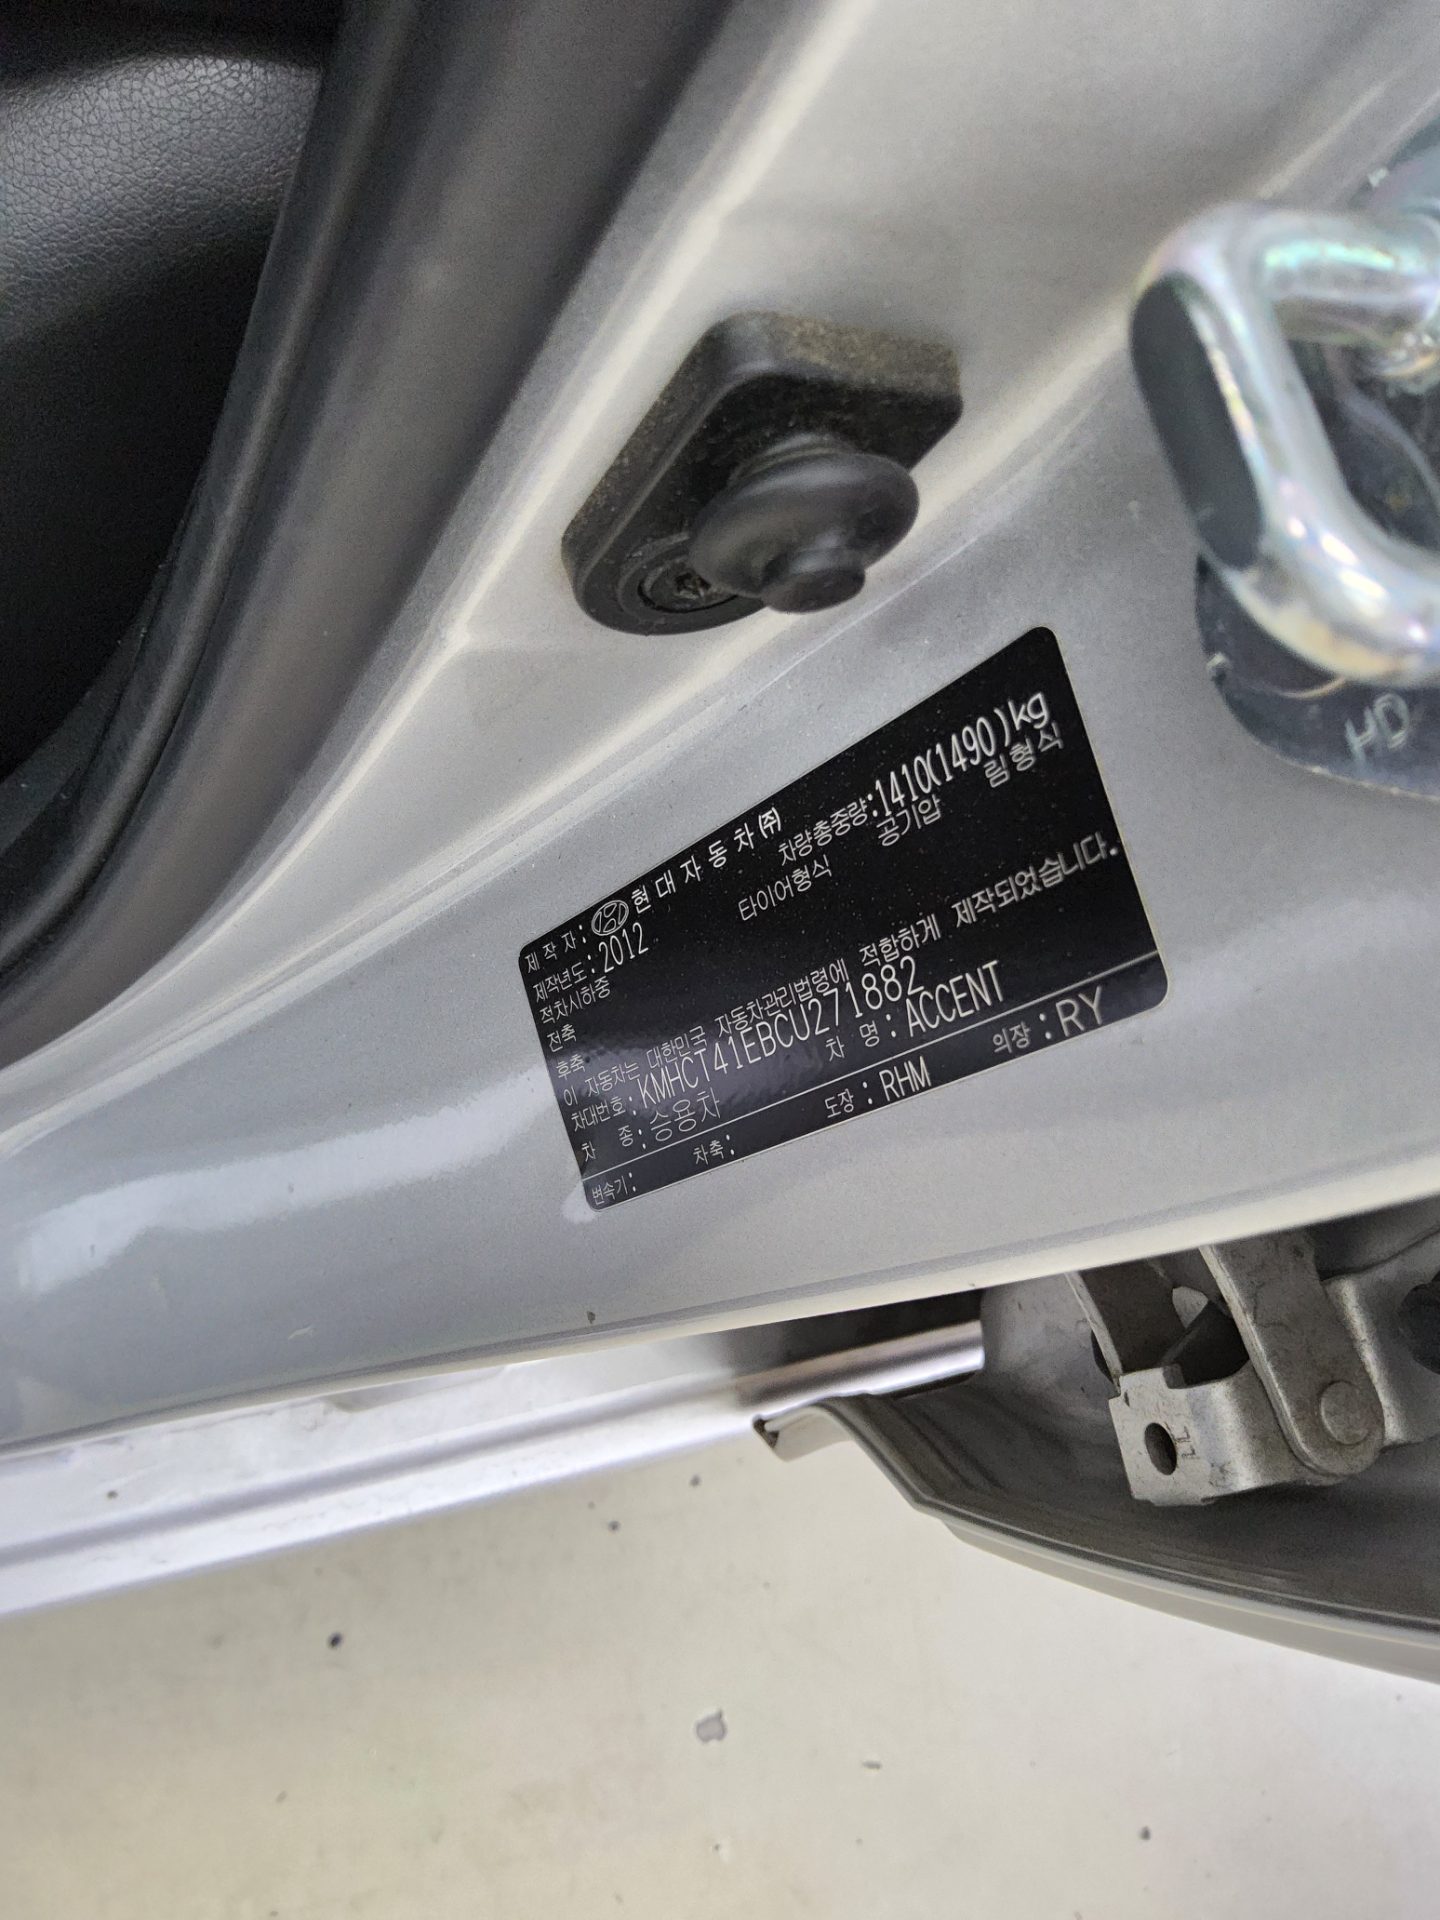 HD
제 작 자 : 현 대 자 동 차 (주)
제작년도 : 2012 차량총중량:1410(1490)kg
적차시하중 타이어형식 공기압 림형식
전축
후축
이 자동차는 대한민국 자동차관리법령에 적합하게 제작되었습니다.
차대번호: KMHCT41EBCU271882
차 종: 승용차 차 명 : ACCENT
변속기: 차축: 도장 : RHM 의장 : RY